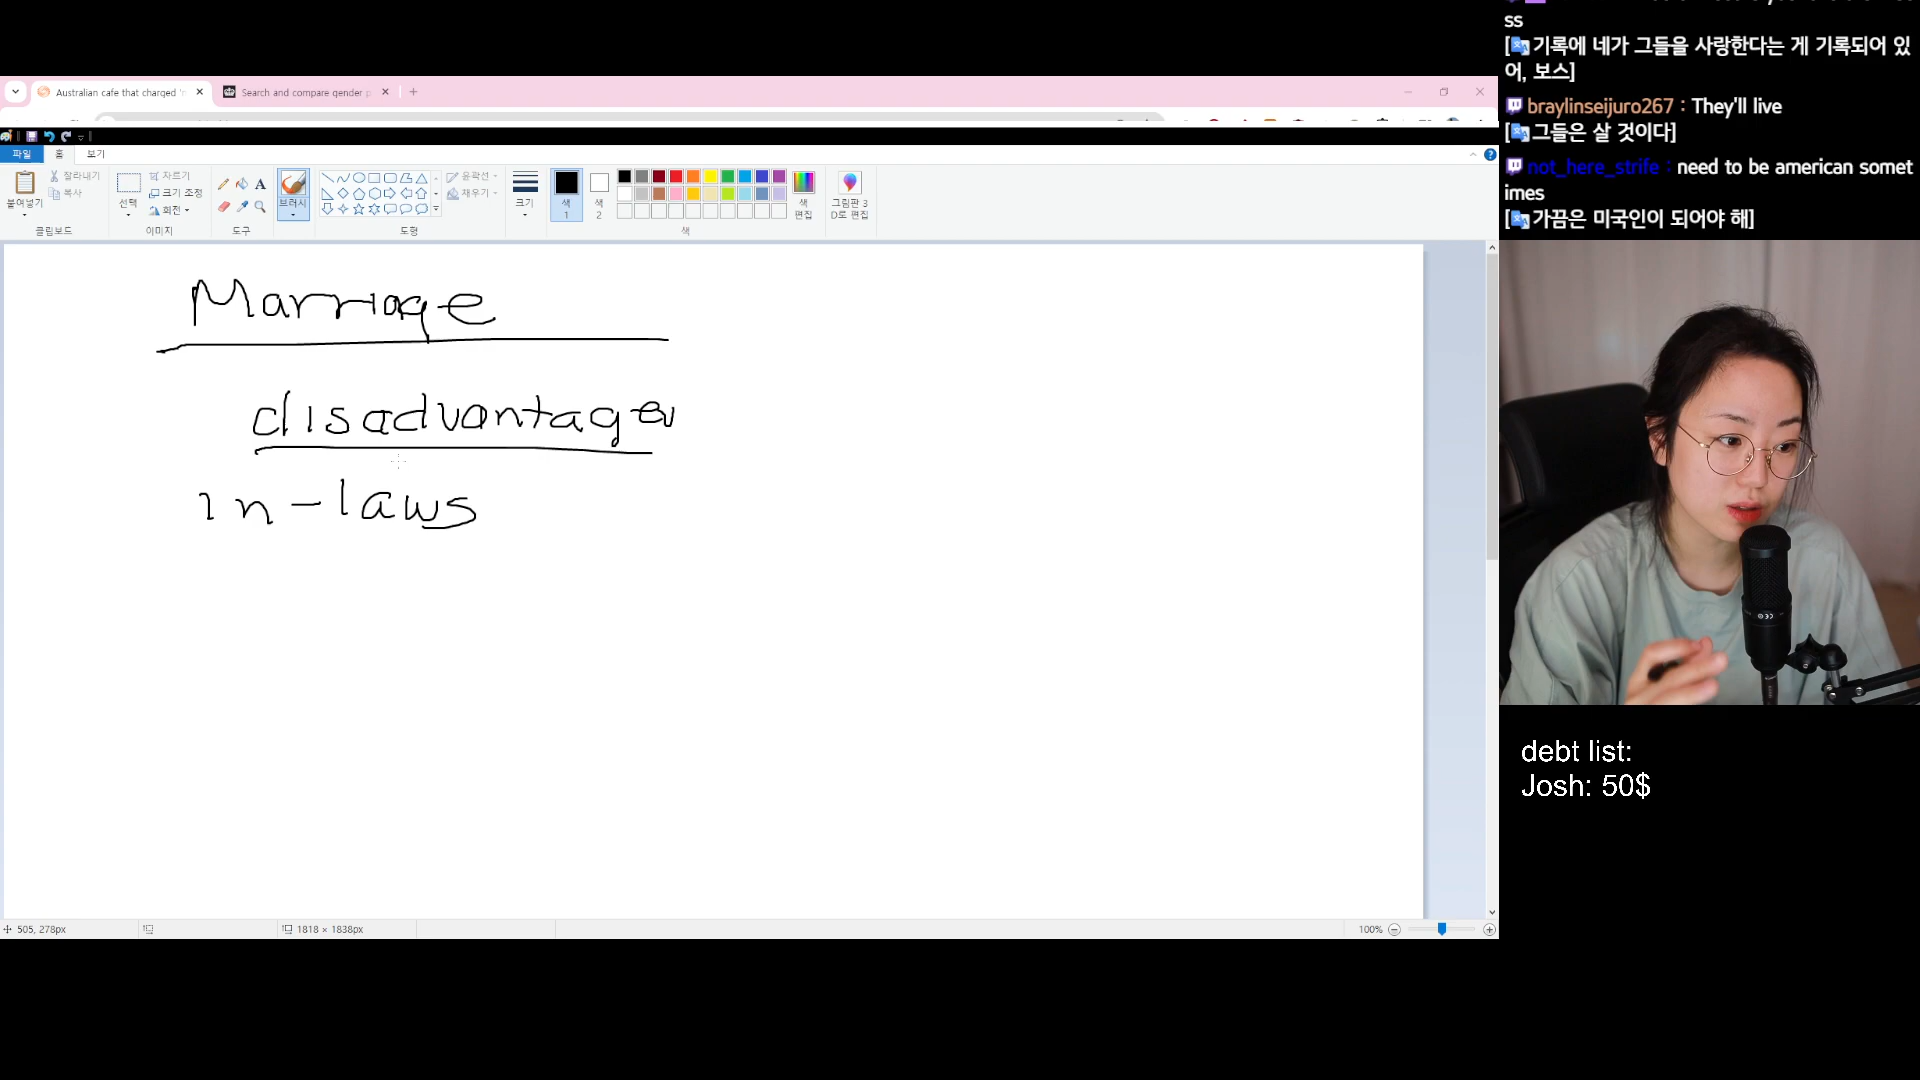 ss
[기록에 네가 그들을 사랑한다는 게 기록되어 있
어, 보스]
braylinseijuro267 : They'll live
[그들은 살 것이다]
not_here_strife : need to be american somet
imes
[가끔은 미국인이 되어야 해]
Australian cafe that charged
Search and compare gender p
파일 홈 보기
붙여넣기 잘라내기 복사
클립보드
선택 자르기 크기 조정 회전
이미지
A
도구
브러시
윤곽선
채우기
도형
크기
색 1
색 2
색 편집
그림판 3D로 편집
색
Marriage
disadvantages
in-laws
505, 278px
1818 × 1838px
100%
debt list:
Josh: 50$